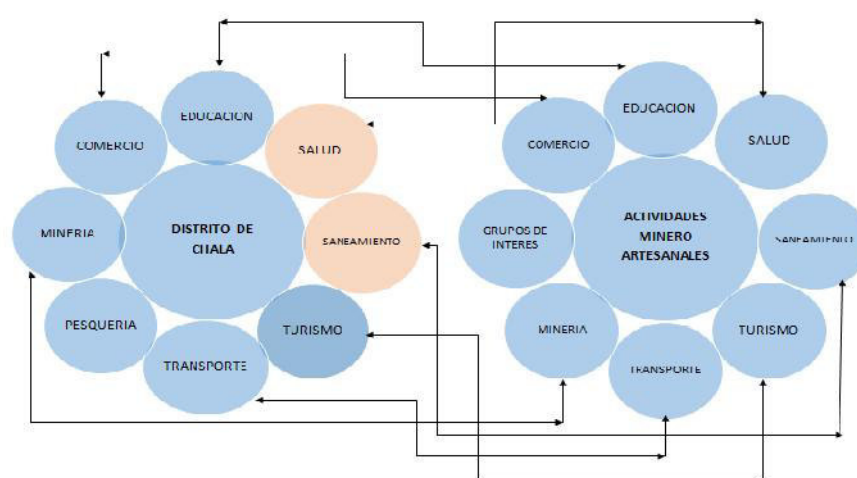 EDUCACION
COMERCIO
SALUD
MINERIA
DISTRITO DE
CHALA
SANEAMIENTO
PESQUERIA
TURISMO
TRANSPORTE
EDUCACION
COMERCIO
SALUD
GRUPOS DE
INTERES
ACTIVIDADES
MINERO
ARTESANALES
SANEAMIENTO
MINERIA
TURISMO
TRANSPORTE